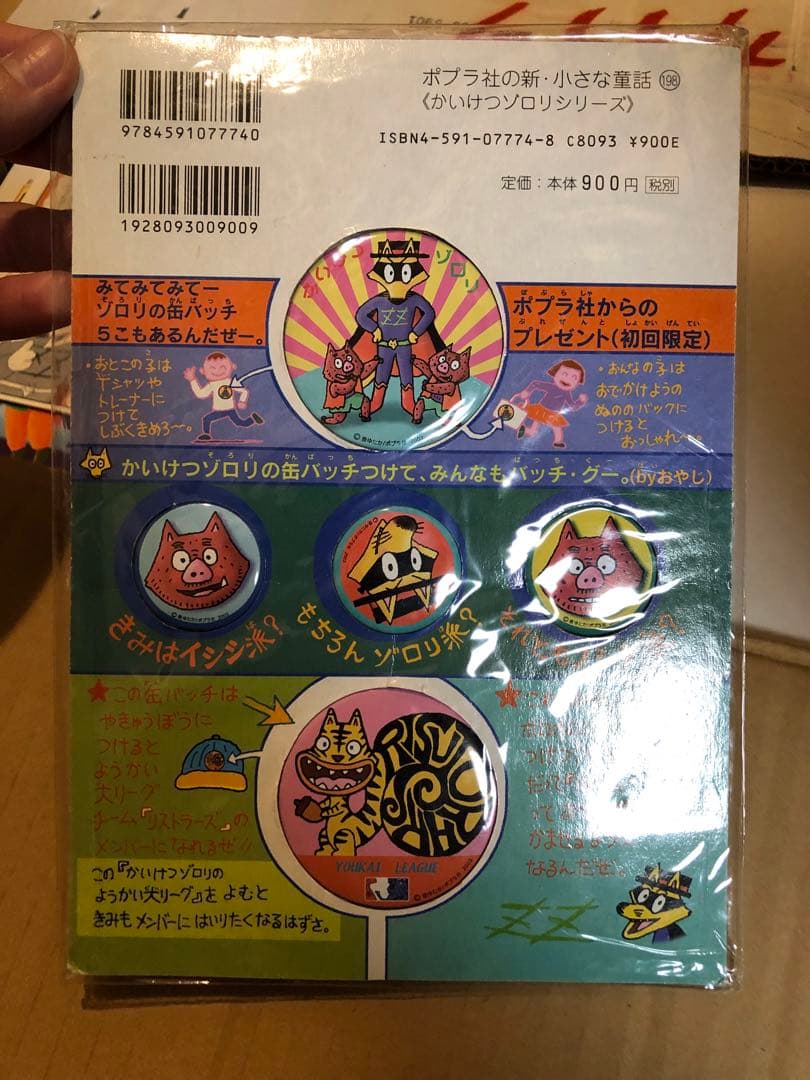 ポプラ社の新・小さな童話 198
《かいけつゾロリシリーズ》
9784591077740
ISBN4-591-07774-8 C8093 ¥900E
定価：本体900円 税別
1928093009009
かいけつ ゾロリ
ZZ
みてみてみてー
ゾロリの缶バッチ
5こもあるんだぜー。
ポプラ社からの
プレゼント(初回限定)
・おとこの子は
Tシャツや
トレーナーに
つけて
しぶくきめろ〜。
・おんなの子は
おでかけようの
ぬののバックに
つけると
おっしゃれ〜。
かいけつゾロリの缶バッチつけて、みんなもバッチ・グー。(byおやじ)
きみはイシシ派？
もちろん ゾロリ派？
★この缶バッチは
やきゅうぼうに
つけると
ようかい
大リーグ
チーム『リストラーズ』の
メンバーになれるぜ!!
この『かいけつゾロリの
ようかい大リーグ』を よむと
きみもメンバーに はいりたくなるはずさ。
YOUKAI LEAGUE
なるんだぜ。
ZZ